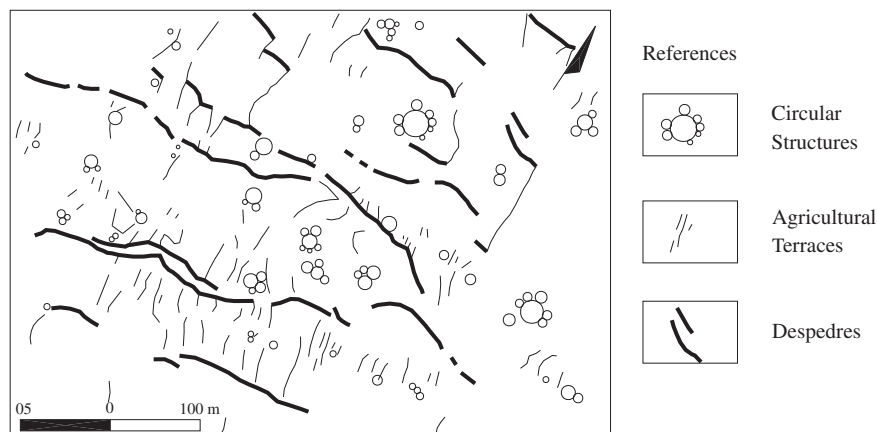 References
Circular
Structures
Agricultural
Terraces
Despedres
05 0 100 m